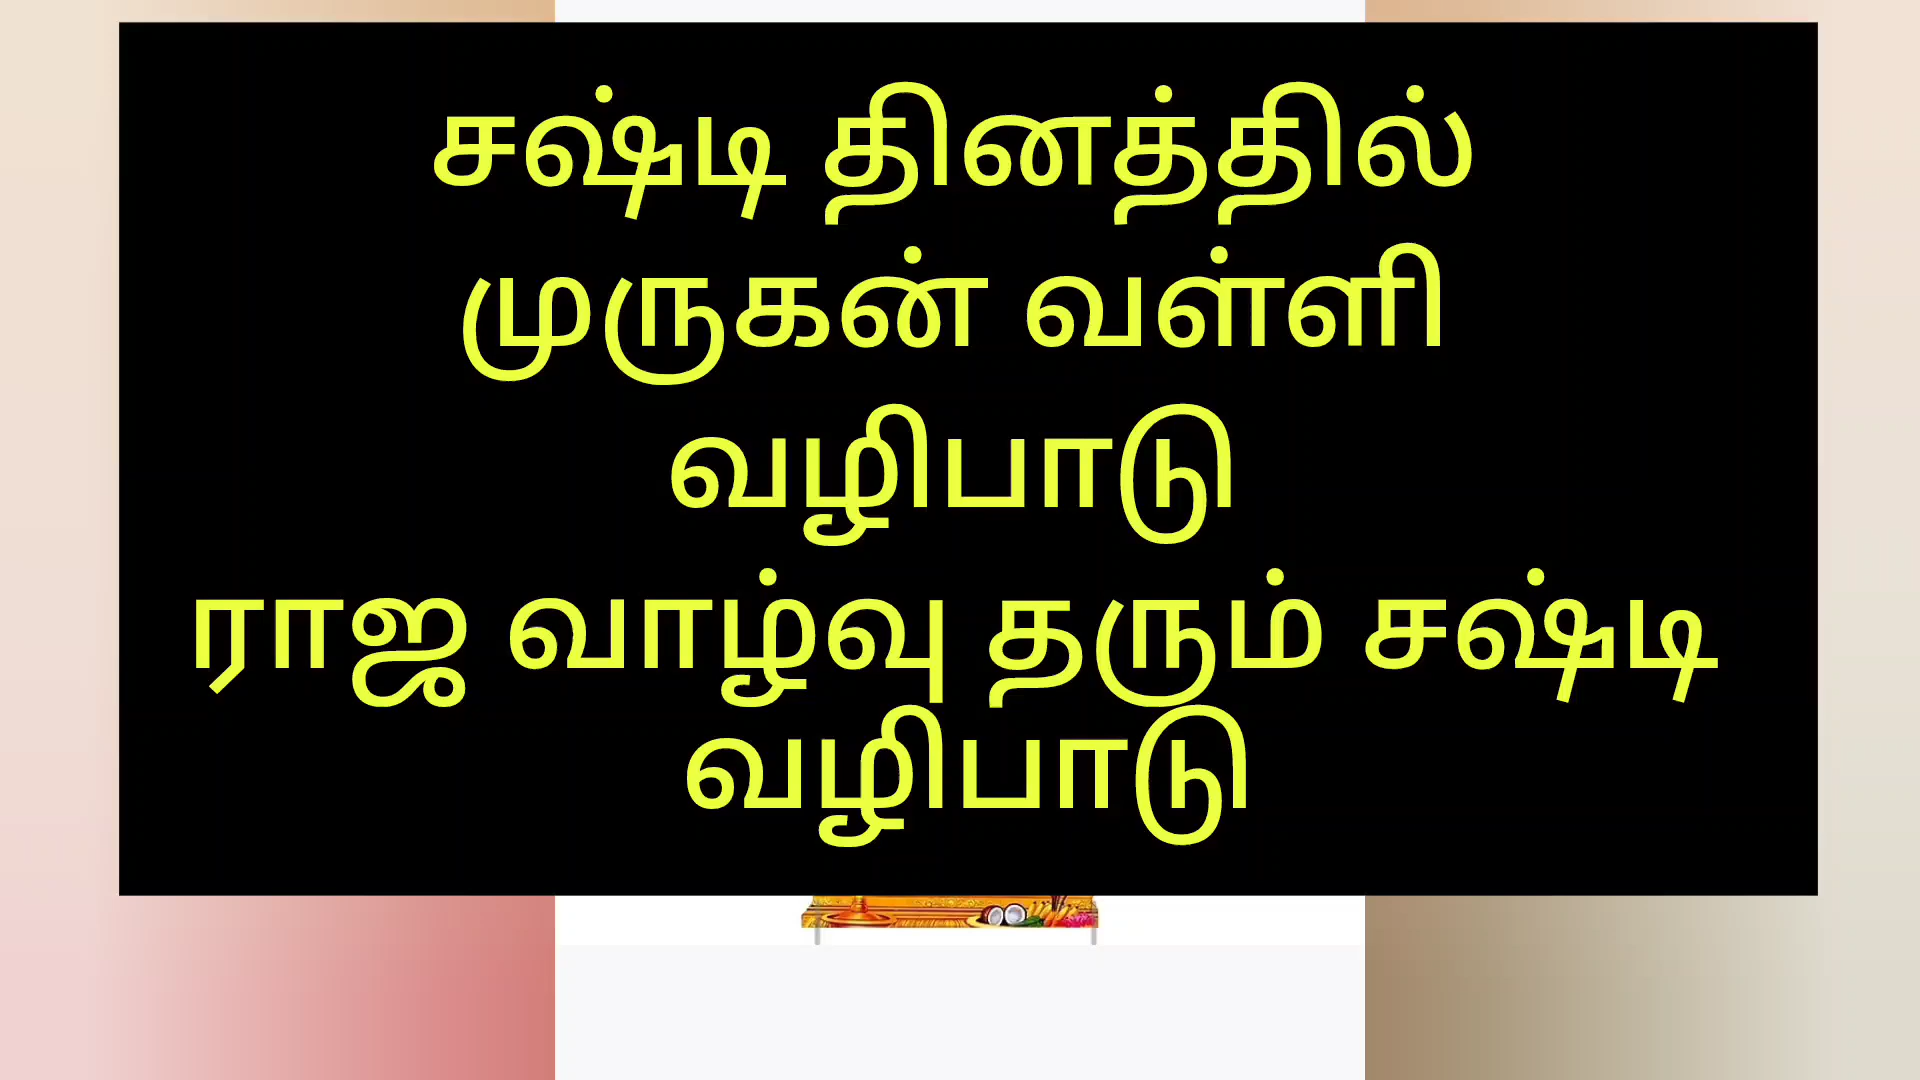 சஷ்டி தினத்தில்
முருகன் வள்ளி
வழிபாடு
ராஜ வாழ்வு தரும் சஷ்டி
வழிபாடு